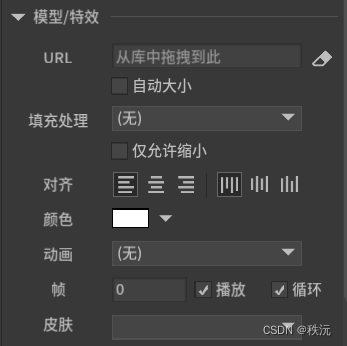 模型/特效
URL 从库中拖拽到此
自动大小
填充处理 (无)
仅允许缩小
对齐
颜色
动画 (无)
帧 0 播放 循环
皮肤
CSDN @秩沅